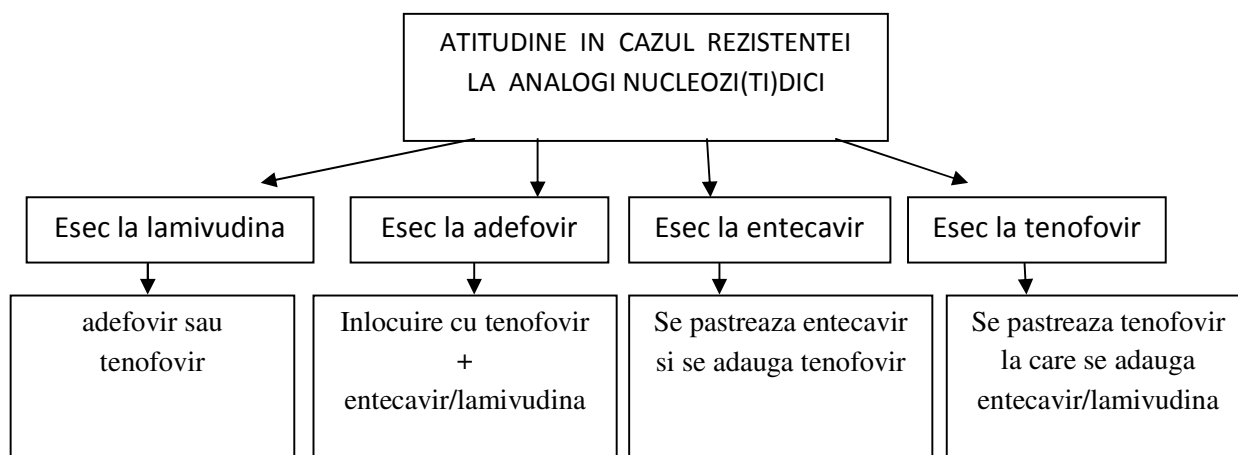 ATITUDINE IN CAZUL REZISTENTEI
LA ANALOGI NUCLEOZI(TI)DICI
Esec la lamivudina
Esec la adefovir
Esec la entecavir
Esec la tenofovir
adefovir sau
tenofovir
Inlocuire cu tenofovir
+
entecavir/lamivudina
Se pastreaza entecavir
si se adauga tenofovir
Se pastreaza tenofovir
la care se adauga
entecavir/lamivudina